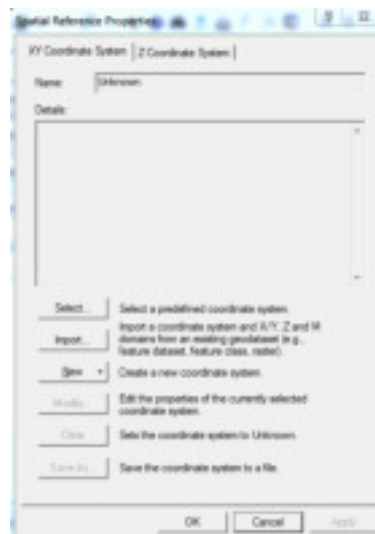 Spatial Reference Properties
XY Coordinate System Z Coordinate System
Name: Unknown
Details:
Select... Select a predefined coordinate system.
Import... Import a coordinate system and X/Y, Z and M
domains from an existing geodataset (e.g.,
feature dataset, feature class, raster).
New Create a new coordinate system.
Modify... Edit the properties of the currently selected
coordinate system.
Clear Sets the coordinate system to Unknown.
Save As... Save the coordinate system to a file.
OK Cancel Apply